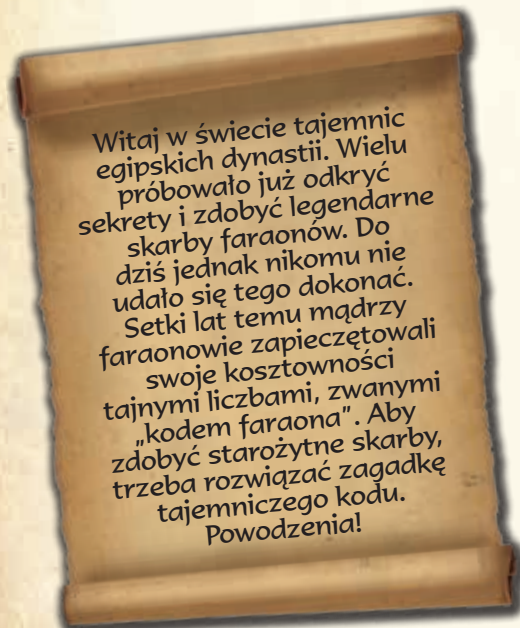 Witaj w świecie tajemnic
egipskich dynastii. Wielu
próbowało już odkryć
sekrety i zdobyć legendarne
skarby faraonów. Do
dziś jednak nikomu nie
udało się tego dokonać.
Setki lat temu mądrzy
faraonowie zapieczętowali
swoje kosztowności
tajnymi liczbami, zwanymi
„kodem faraona”. Aby
zdobyć starożytne skarby,
trzeba rozwiązać zagadkę
tajemniczego kodu.
Powodzenia!